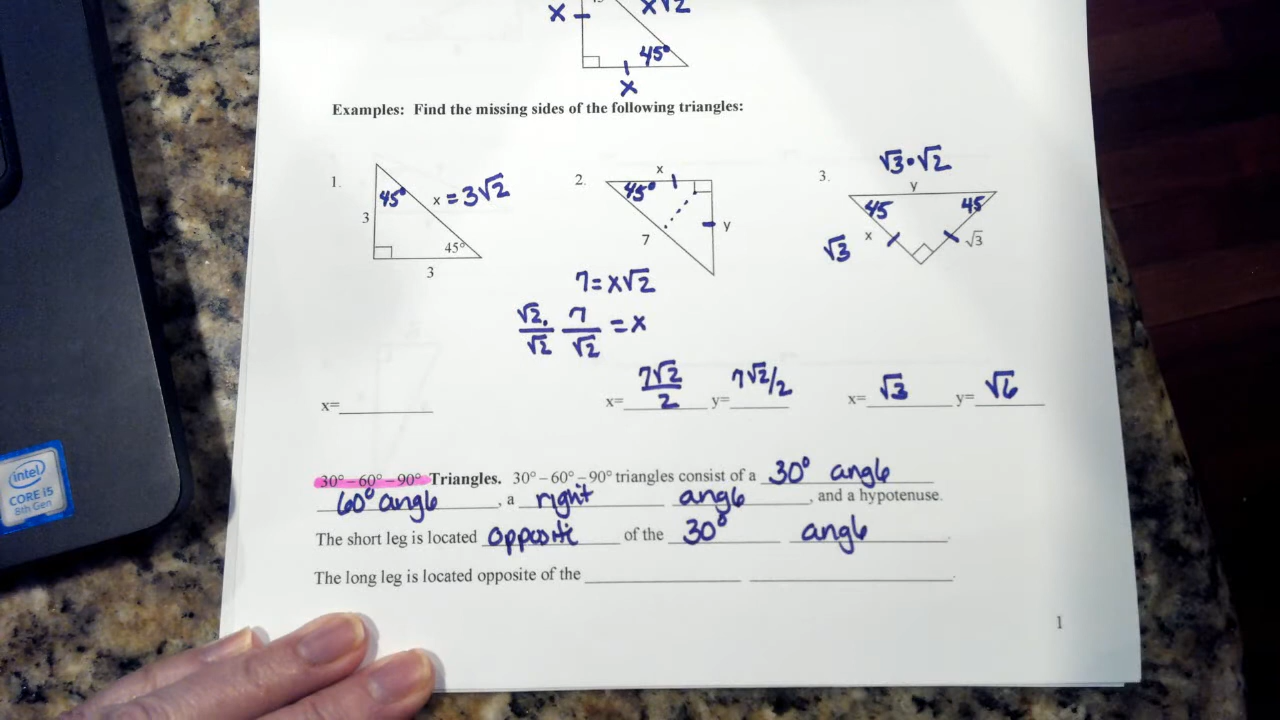 x x√2
45°
x
Examples: Find the missing sides of the following triangles:
√3•√2
1. 2. x 3. y
45° x = 3√2 45° 45 45
3 7 y √3 x √3
45°
3
7=x√2
√2 . 7 = x
√2 √2
x=________ x= 7√2/2 y= 7√2/2 x= √3 y= √6
30° – 60° – 90° Triangles. 30° – 60° – 90° triangles consist of a 30° angle
60° angle , a right angle , and a hypotenuse.
The short leg is located opposite of the 30° angle .
The long leg is located opposite of the ________ ________.
1
intel
CORE i5
8th Gen